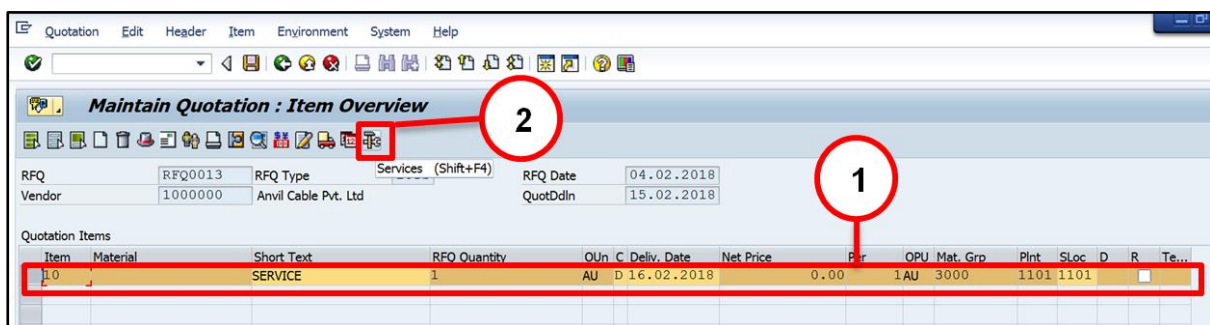 Quotation Edit Header Item Environment System Help
Maintain Quotation : Item Overview
2
Services (Shift+F4)
RFQ RFQ0013 RFQ Type RFQ Date 04.02.2018
Vendor 1000000 Anvil Cable Pvt. Ltd QuotDdln 15.02.2018
1
Quotation Items
Item Material Short Text RFQ Quantity OUn C Deliv. Date Net Price Per OPU Mat. Grp Plnt SLoc D R Te...
10 SERVICE 1 AU D 16.02.2018 0.00 1 AU 3000 1101 1101